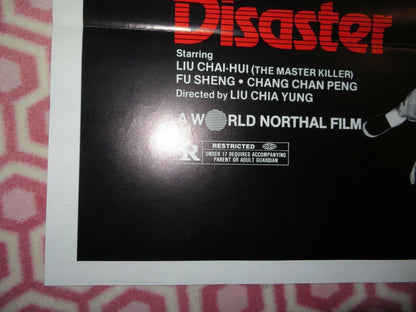 Disaster
Starring
LIU CHAI-HUI (THE MASTER KILLER)
FU SHENG • CHANG CHAN PENG
Directed by LIU CHIA YUNG
A WORLD NORTHAL FILM
R RESTRICTED
UNDER 17 REQUIRES ACCOMPANYING
PARENT OR ADULT GUARDIAN